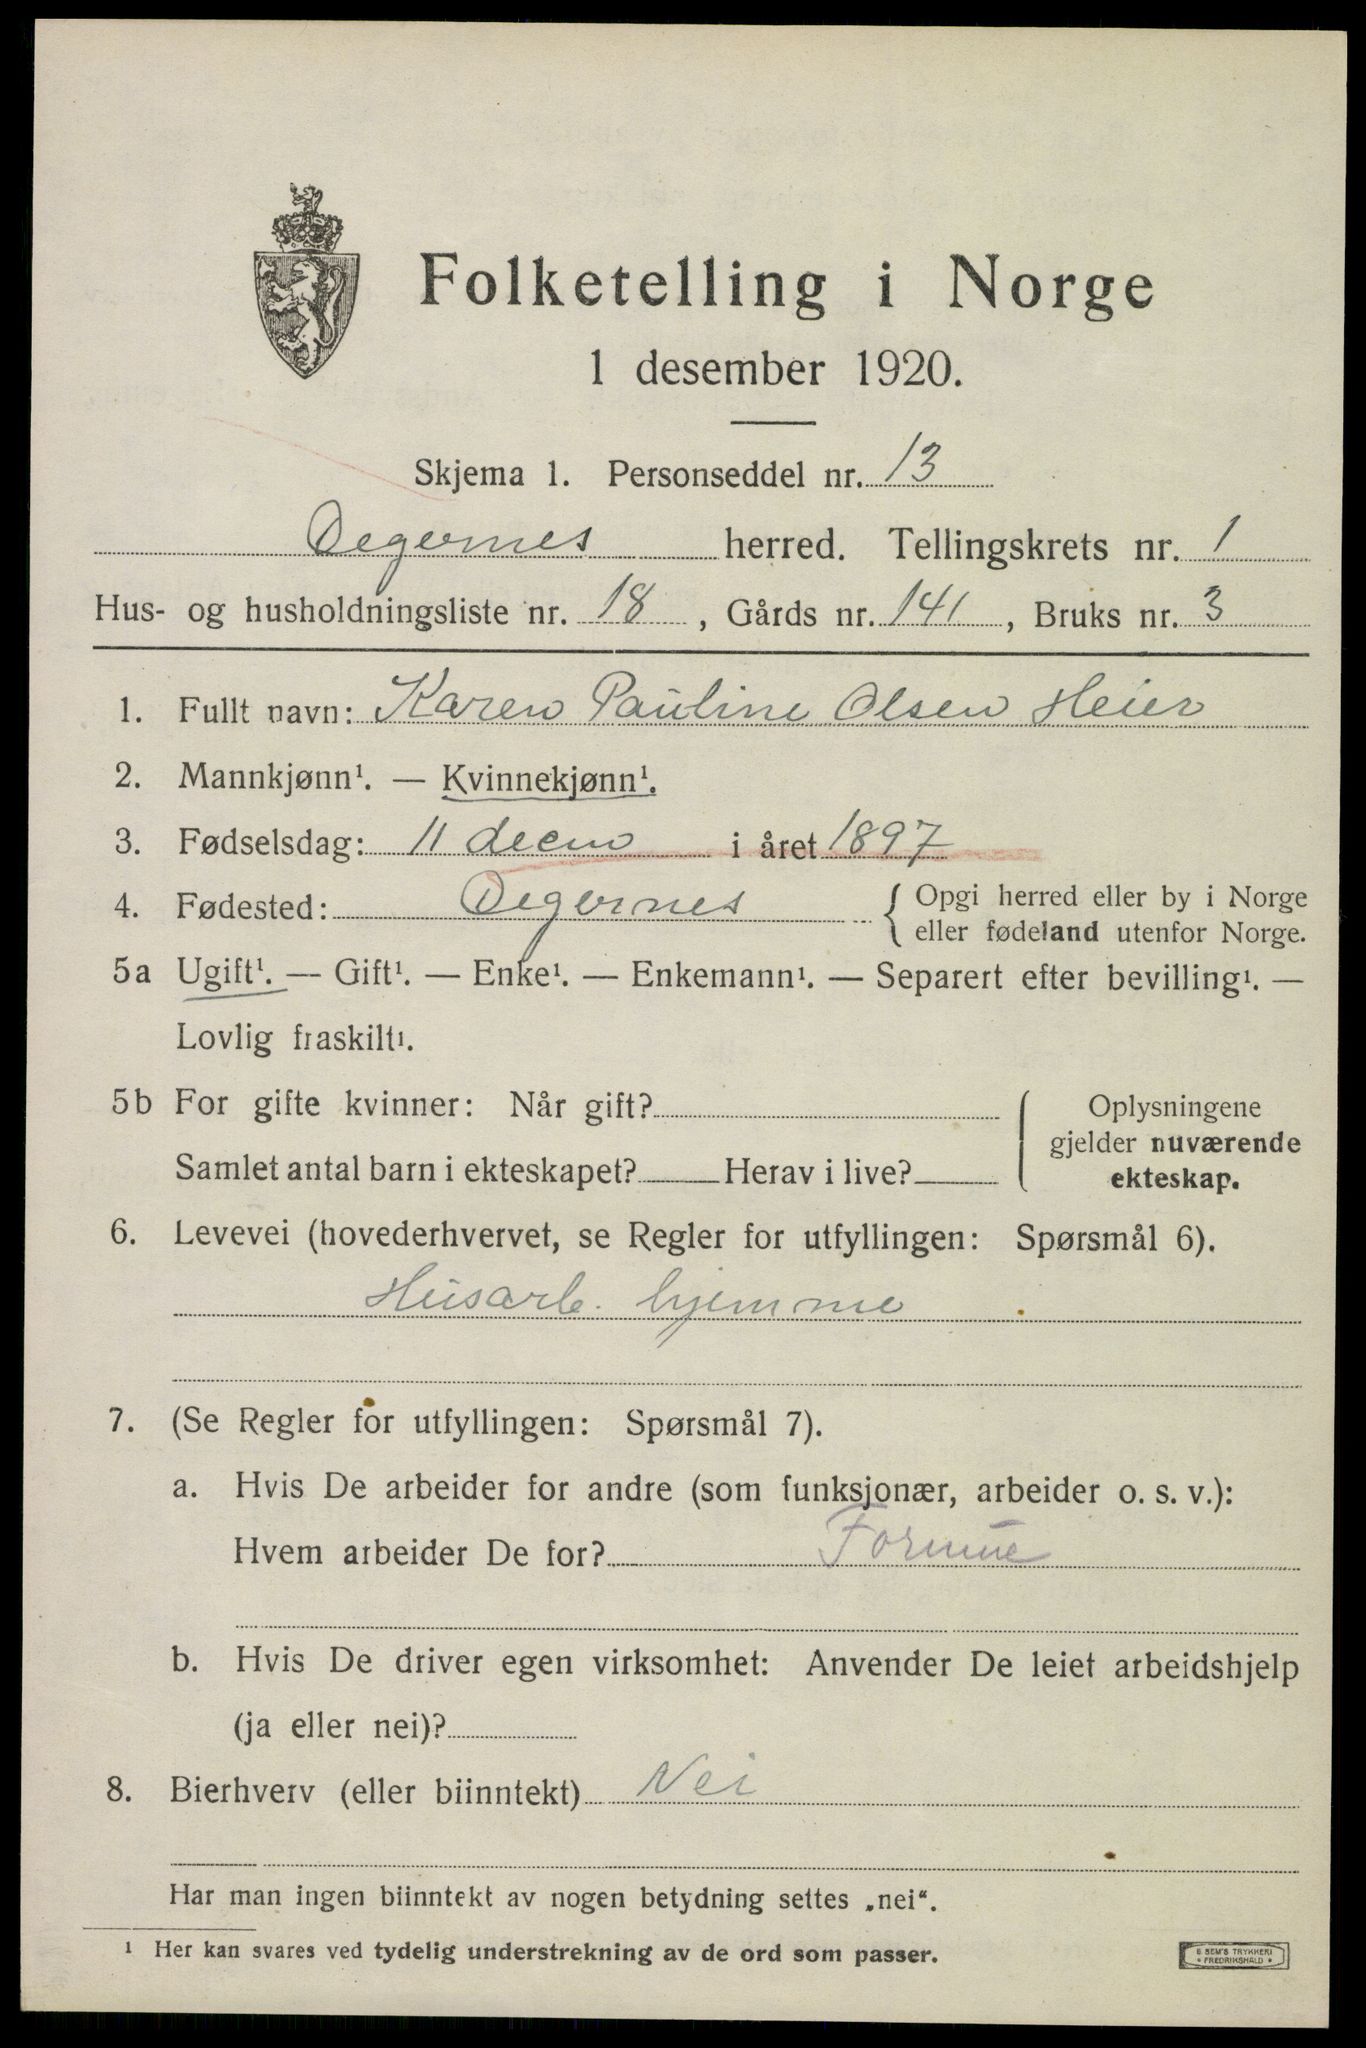 Folketelling i Norge
1 desember 1920.
Skjema 1. Personseddel nr. 13
Degernes herred. Tellingskrets nr. 1
Hus- og husholdningsliste nr. 18, Gårds nr. 141, Bruks nr. 3
1. Fullt navn: Karen Pauline Olsen Heier
2. Mannkjønn¹. — Kvinnekjønn¹.
3. Fødselsdag: 11 decm i året 1897
4. Fødested: Degernes { Opgi herred eller by i Norge
eller fødeland utenfor Norge.
5a Ugift¹. — Gift¹. — Enke¹. — Enkemann¹. — Separert efter bevilling¹. —
Lovlig fraskilt¹.
5b For gifte kvinner: Når gift?
Samlet antal barn i ekteskapet? Herav i live?
{ Oplysningene
gjelder nuværende
ekteskap.
6. Levevei (hovederhvervet, se Regler for utfyllingen: Spørsmål 6).
Husarb. hjemme
7. (Se Regler for utfyllingen: Spørsmål 7).
a. Hvis De arbeider for andre (som funksjonær, arbeider o. s. v.):
Hvem arbeider De for?
b. Hvis De driver egen virksomhet: Anvender De leiet arbeidshjelp
(ja eller nei)?
8. Bierhverv (eller biinntekt) Nei
Har man ingen biinntekt av nogen betydning settes „nei“.
¹ Her kan svares ved tydelig understrekning av de ord som passer.
E. SEM'S TRYKKERI
• FREDRIKSHALD •